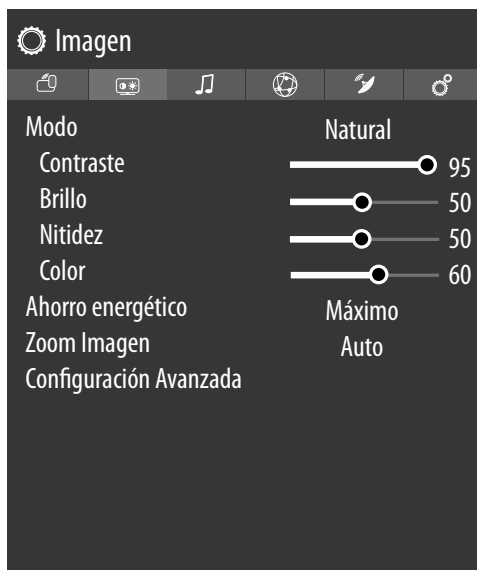 Imagen
Modo Natural
Contraste 95
Brillo 50
Nitidez 50
Color 60
Ahorro energético Máximo
Zoom Imagen Auto
Configuración Avanzada